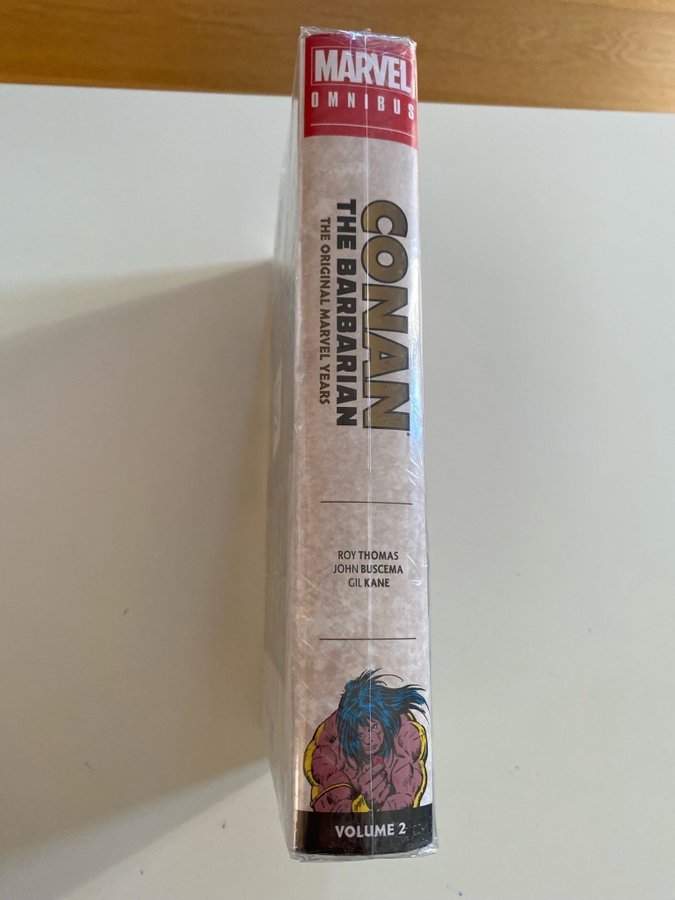 MARVEL
OMNIBUS
CONAN
THE BARBARIAN
THE ORIGINAL MARVEL YEARS
ROY THOMAS
JOHN BUSCEMA
GIL KANE
VOLUME 2